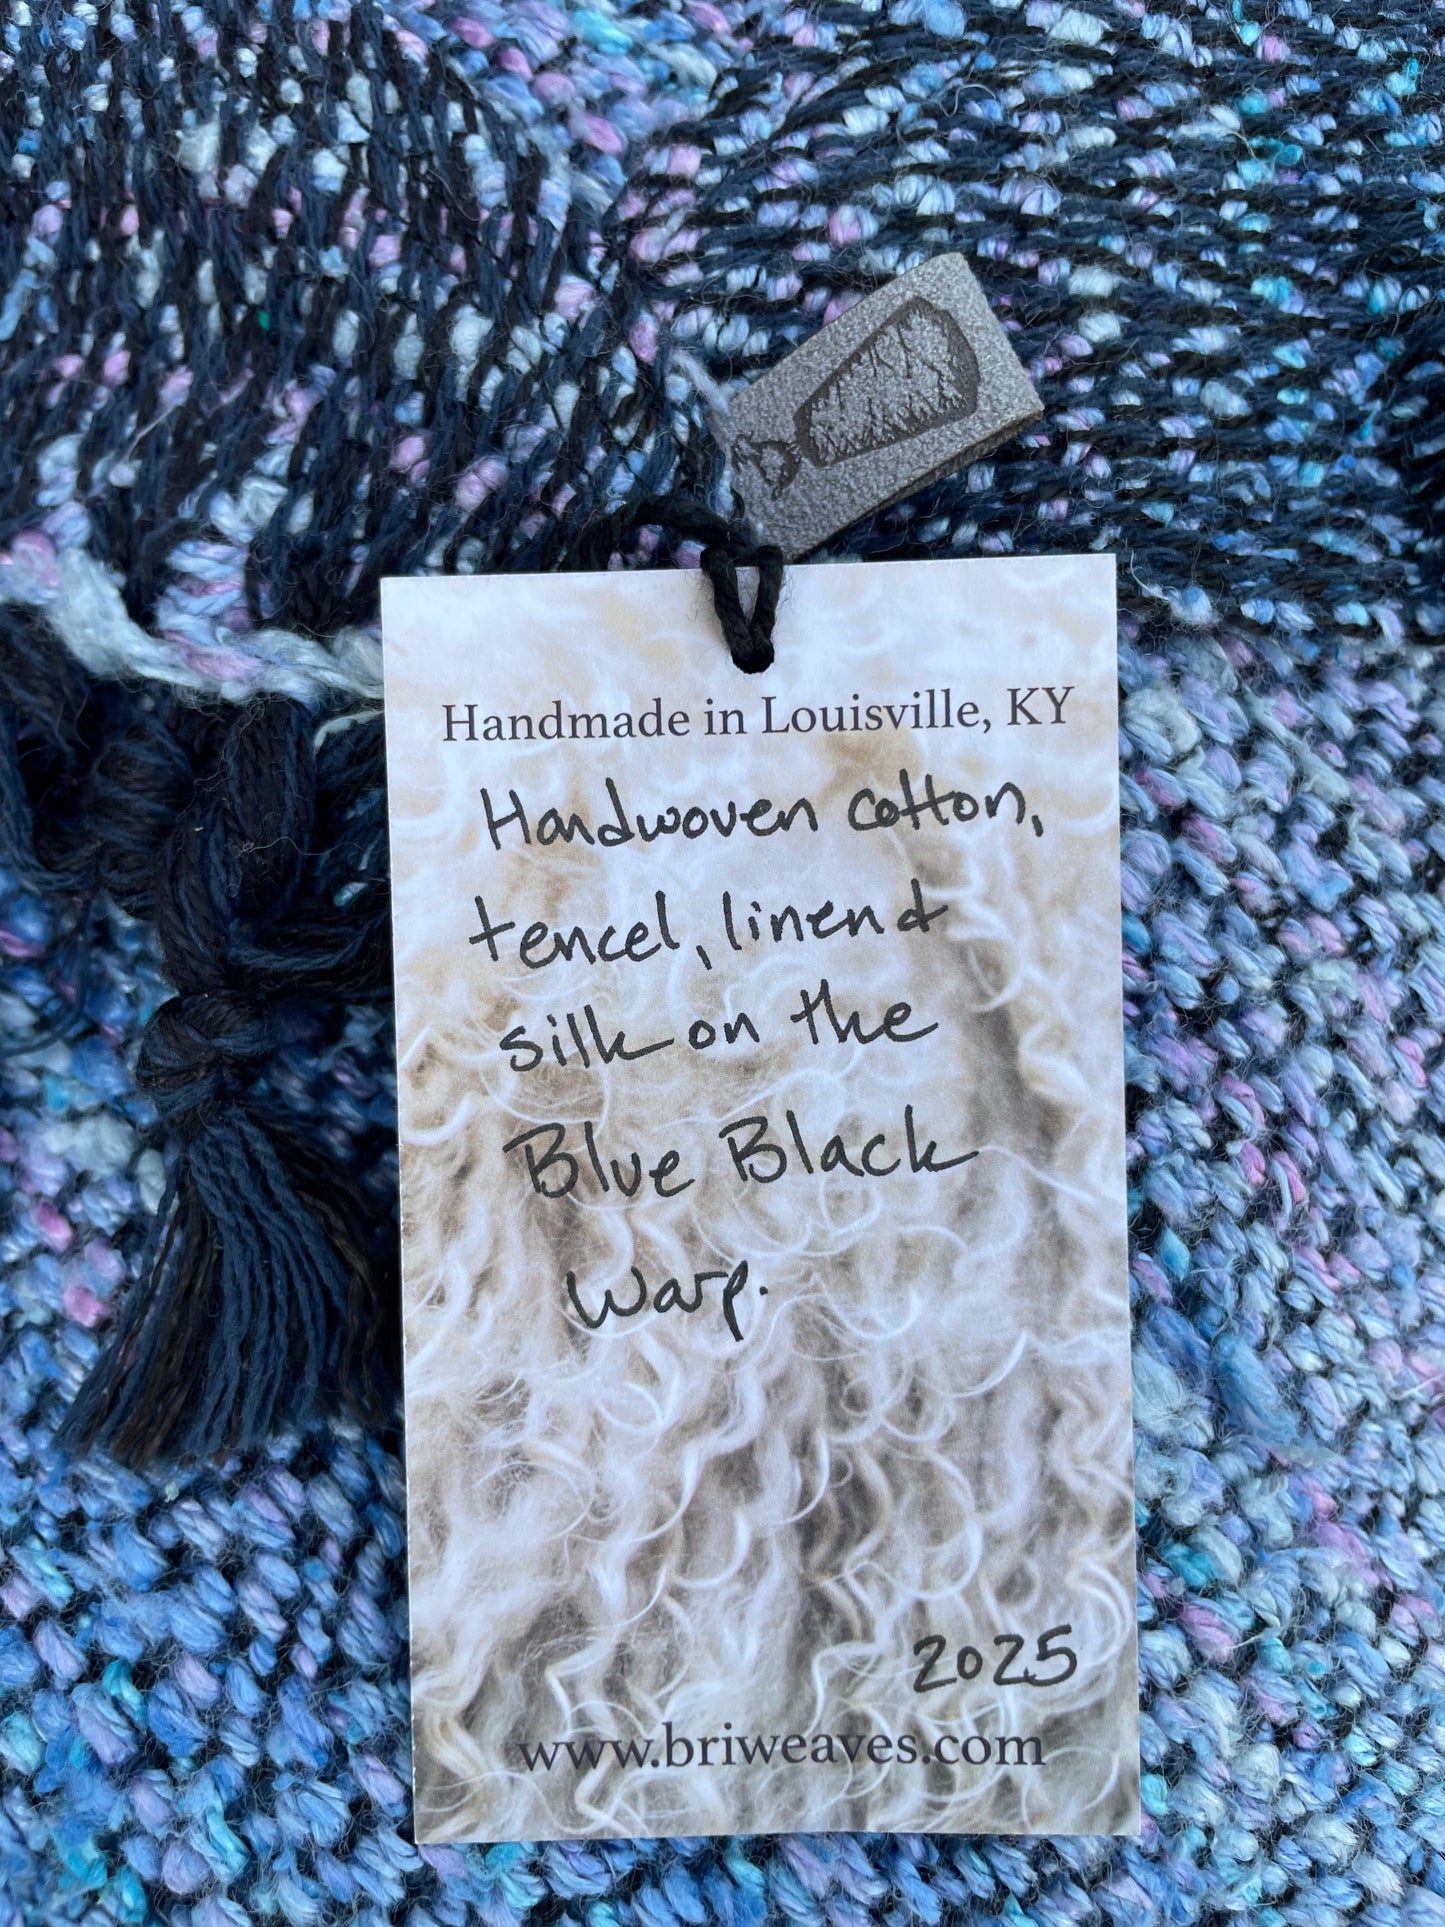 Handmade in Louisville, KY
Handwoven cotton,
tencel, linen &
silk on the
Blue Black
Warp.
2025
www.briweaves.com